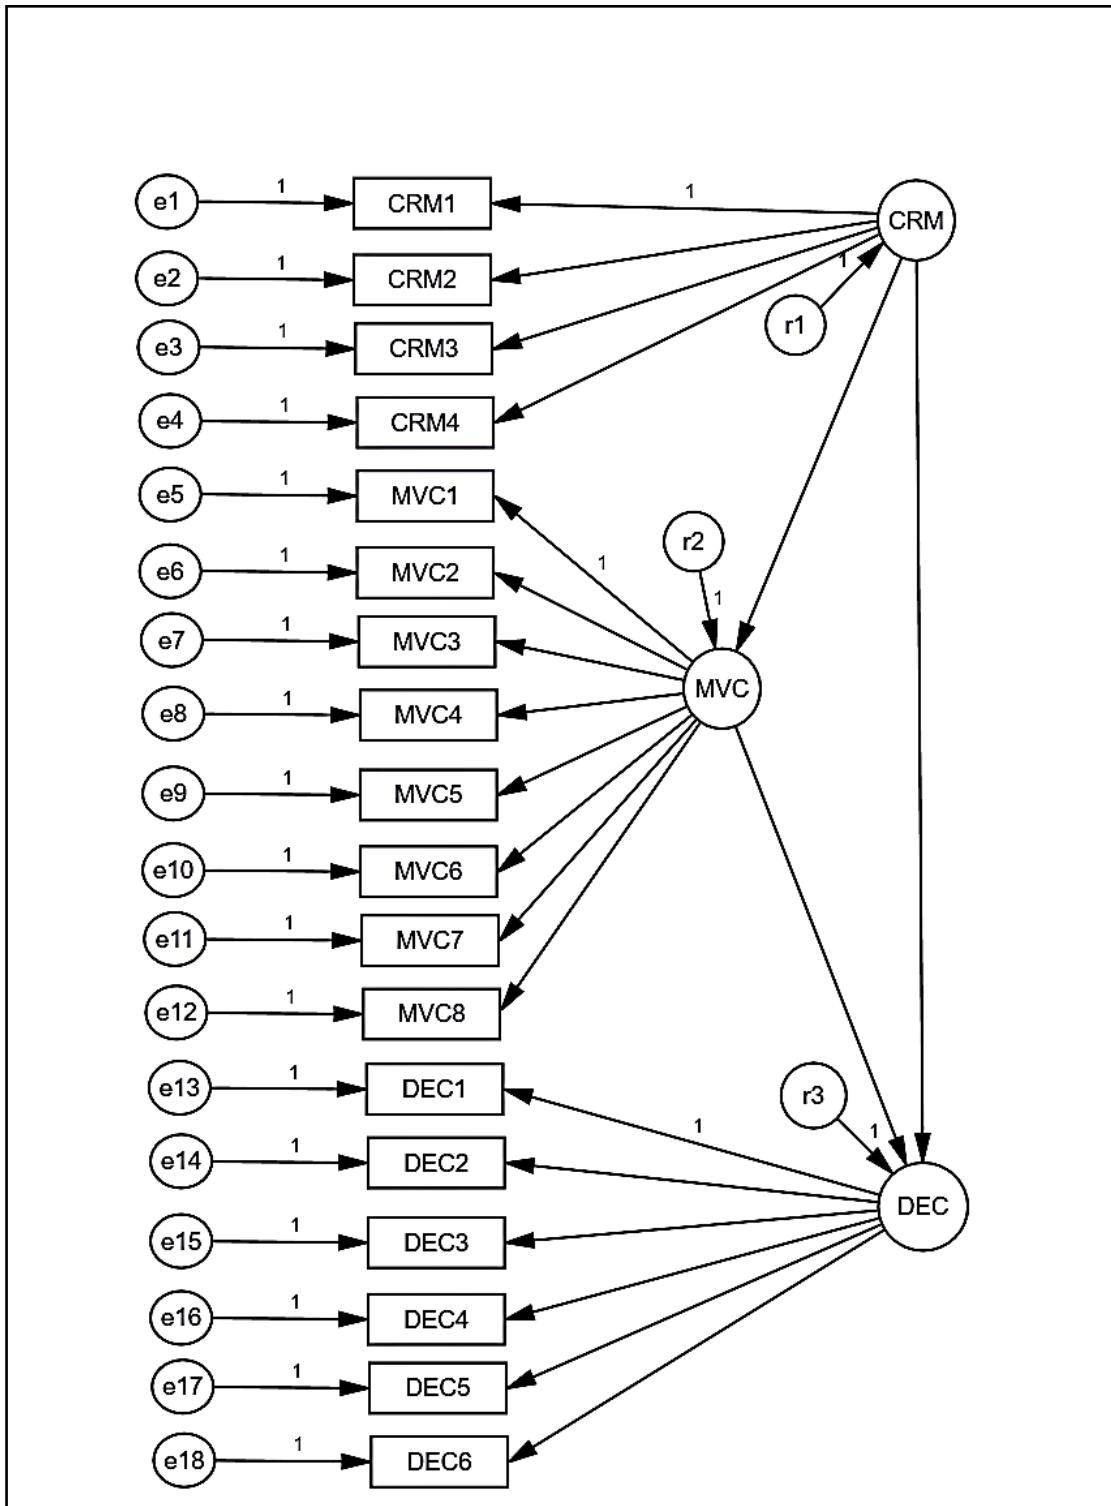 e1 1 CRM1 1 CRM
e2 1 CRM2 1
e3 1 CRM3 r1
e4 1 CRM4
e5 1 MVC1
r2
e6 1 MVC2 1 1
e7 1 MVC3
e8 1 MVC4 MVC
e9 1 MVC5
e10 1 MVC6
e11 1 MVC7
e12 1 MVC8
e13 1 DEC1 r3
1 1
e14 1 DEC2
e15 1 DEC3 DEC
e16 1 DEC4
e17 1 DEC5
e18 1 DEC6